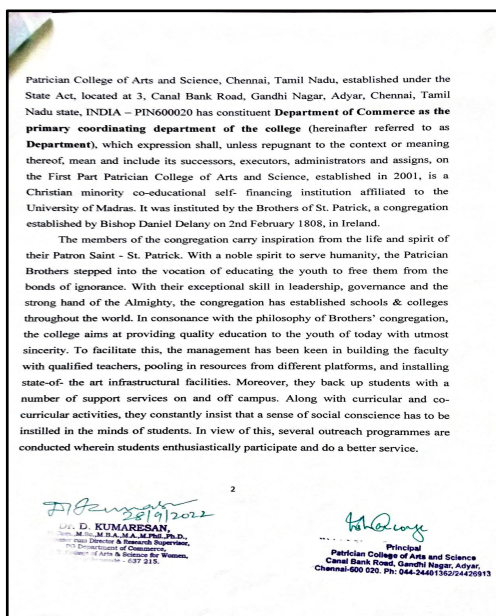 Patrician College of Arts and Science, Chennai, Tamil Nadu, established under the
State Act, located at 3, Canal Bank Road, Gandhi Nagar, Adyar, Chennai, Tamil
Nadu state, INDIA – PIN600020 has constituent Department of Commerce as the
primary coordinating department of the college (hereinafter referred to as
Department), which expression shall, unless repugnant to the context or meaning
thereof, mean and include its successors, executors, administrators and assigns, on
the First Part Patrician College of Arts and Science, established in 2001, is a
Christian minority co-educational self- financing institution affiliated to the
University of Madras. It was instituted by the Brothers of St. Patrick, a congregation
established by Bishop Daniel Delany on 2nd February 1808, in Ireland.
The members of the congregation carry inspiration from the life and spirit of
their Patron Saint - St. Patrick. With a noble spirit to serve humanity, the Patrician
Brothers stepped into the vocation of educating the youth to free them from the
bonds of ignorance. With their exceptional skill in leadership, governance and the
strong hand of the Almighty, the congregation has established schools & colleges
throughout the world. In consonance with the philosophy of Brothers' congregation,
the college aims at providing quality education to the youth of today with utmost
sincerity. To facilitate this, the management has been keen in building the faculty
with qualified teachers, pooling in resources from different platforms, and installing
state-of- the art infrastructural facilities. Moreover, they back up students with a
number of support services on and off campus. Along with curricular and co-
curricular activities, they constantly insist that a sense of social conscience has to be
instilled in the minds of students. In view of this, several outreach programmes are
conducted wherein students enthusiastically participate and do a better service.
2
28/9/2022
Dr. D. KUMARESAN,
M.B.A., M.A., M.Phil., Ph.D.,
cum Director & Research Supervisor,
PG Department of Commerce,
College of Arts & Science for Women,
- 637 215.
Principal
Patrician College of Arts and Science
Canal Bank Road, Gandhi Nagar, Adyar,
Chennai-600 020. Ph: 044-24401362/24426913